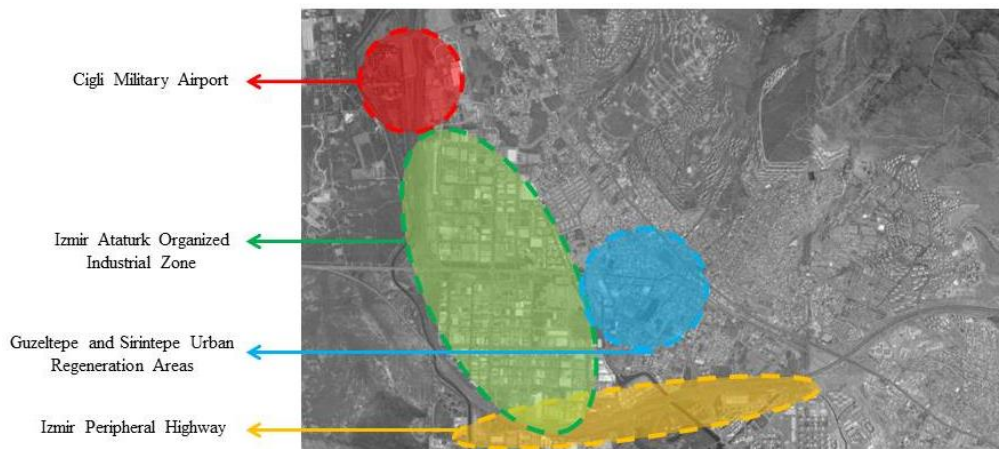 Cigli Military Airport
Izmir Ataturk Organized
Industrial Zone
Guzeltepe and Sirintepe Urban
Regeneration Areas
Izmir Peripheral Highway